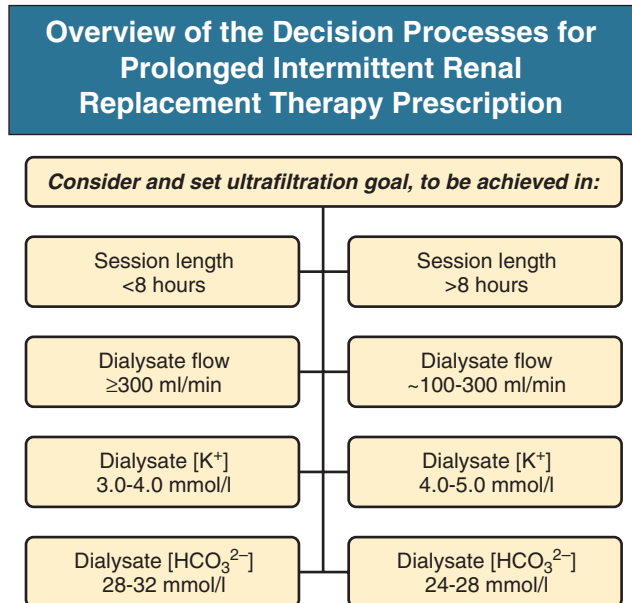 Overview of the Decision Processes for
Prolonged Intermittent Renal
Replacement Therapy Prescription
Consider and set ultrafiltration goal, to be achieved in:
Session length
<8 hours
Session length
>8 hours
Dialysate flow
≥300 ml/min
Dialysate flow
~100-300 ml/min
Dialysate [K⁺]
3.0-4.0 mmol/l
Dialysate [K⁺]
4.0-5.0 mmol/l
Dialysate [HCO₃²⁻]
28-32 mmol/l
Dialysate [HCO₃²⁻]
24-28 mmol/l